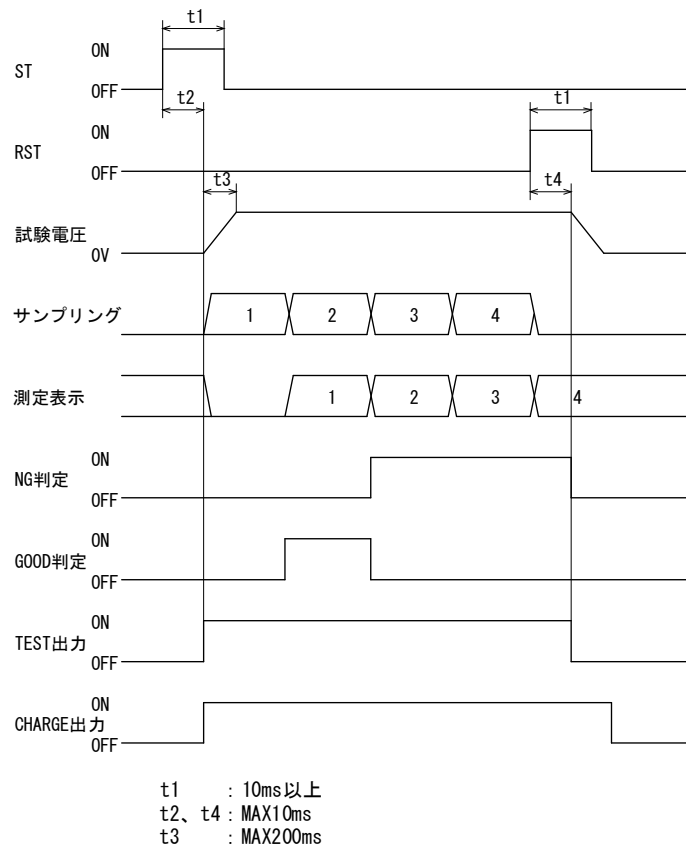 t1
ON
ST
OFF
t2
t1
ON
RST
OFF
t3
t4
試験電圧
0V
サンプリング
1 2 3 4
測定表示
1 2 3 4
ON
NG判定
OFF
ON
GOOD判定
OFF
ON
TEST出力
OFF
ON
CHARGE出力
OFF
t1 : 10ms以上
t2、t4 : MAX10ms
t3 : MAX200ms